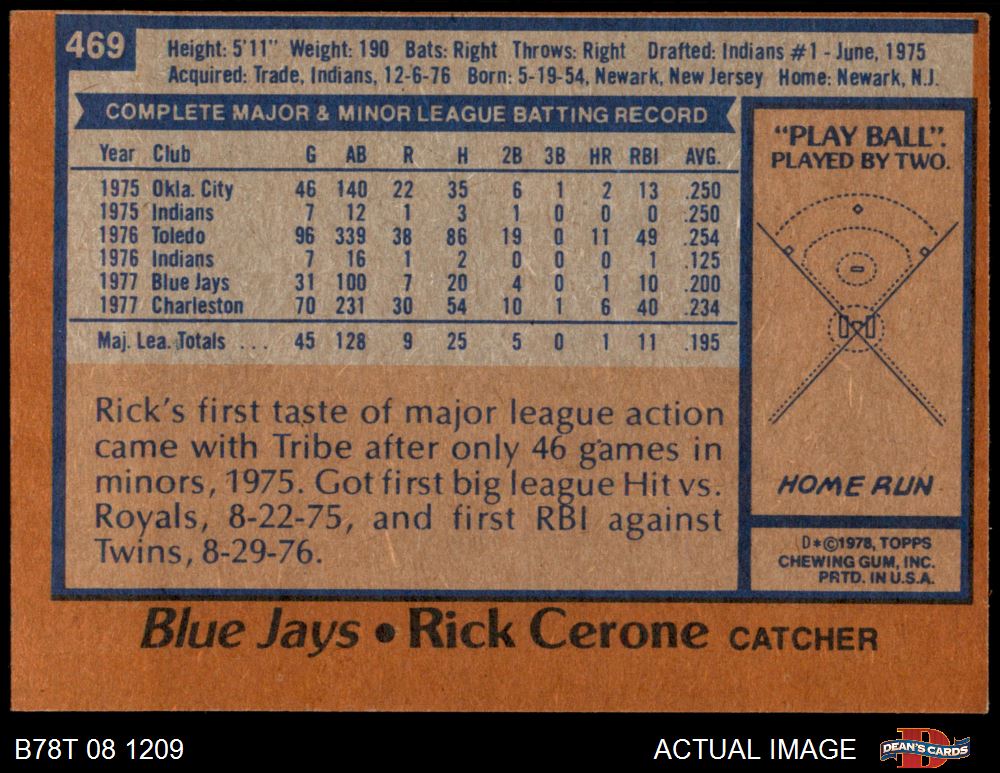 469
Height: 5'11" Weight: 190 Bats: Right Throws: Right Drafted: Indians #1 - June, 1975
Acquired: Trade, Indians, 12-6-76 Born: 5-19-54, Newark, New Jersey Home: Newark, N.J.
COMPLETE MAJOR & MINOR LEAGUE BATTING RECORD
Year Club G AB R H 2B 3B HR RBI AVG.
1975 Okla. City 46 140 22 35 6 1 2 13 .250
1975 Indians 7 12 1 3 1 0 0 0 .250
1976 Toledo 96 339 38 86 19 0 11 49 .254
1976 Indians 7 16 1 2 0 0 0 1 .125
1977 Blue Jays 31 100 7 20 4 0 1 10 .200
1977 Charleston 70 231 30 54 10 1 6 40 .234
Maj. Lea. Totals ... 45 128 9 25 5 0 1 11 .195
Rick's first taste of major league action
came with Tribe after only 46 games in
minors, 1975. Got first big league Hit vs.
Royals, 8-22-75, and first RBI against
Twins, 8-29-76.
"PLAY BALL".
PLAYED BY TWO.
HOME RUN
D*©1978, TOPPS
CHEWING GUM, INC.
PRTD. IN U.S.A.
Blue Jays • Rick Cerone CATCHER
B78T 08 1209
ACTUAL IMAGE
DEAN'S CARDS